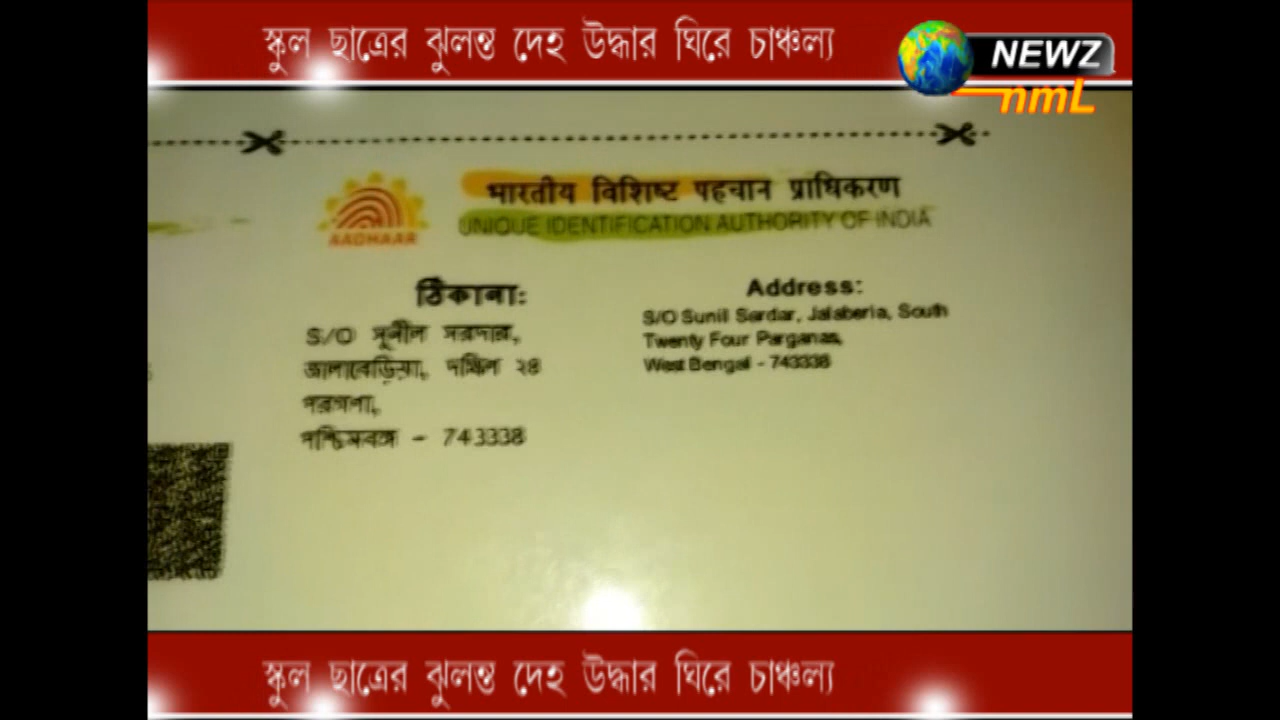 স্কুল ছাত্রের ঝুলন্ত দেহ উদ্ধার ঘিরে চাঞ্চল্য
NEWZ
nmL
भारतीय विशिष्ट पहचान प्राधिकरण
UNIQUE IDENTIFICATION AUTHORITY OF INDIA
AADHAAR
ঠিকানা:
S/O সুনীল সরদার,
জালাবেড়িয়া, দক্ষিণ ২৪
পরগণা,
পশ্চিমবঙ্গ - 743338
Address:
S/O Sunil Sardar, Jalaberia, South
Twenty Four Parganas,
West Bengal - 743338
স্কুল ছাত্রের ঝুলন্ত দেহ উদ্ধার ঘিরে চাঞ্চল্য